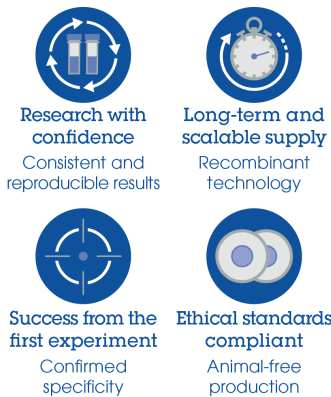 Research with
confidence
Consistent and
reproducible results
Long-term and
scalable supply
Recombinant
technology
Success from the
first experiment
Confirmed
specificity
Ethical standards
compliant
Animal-free
production